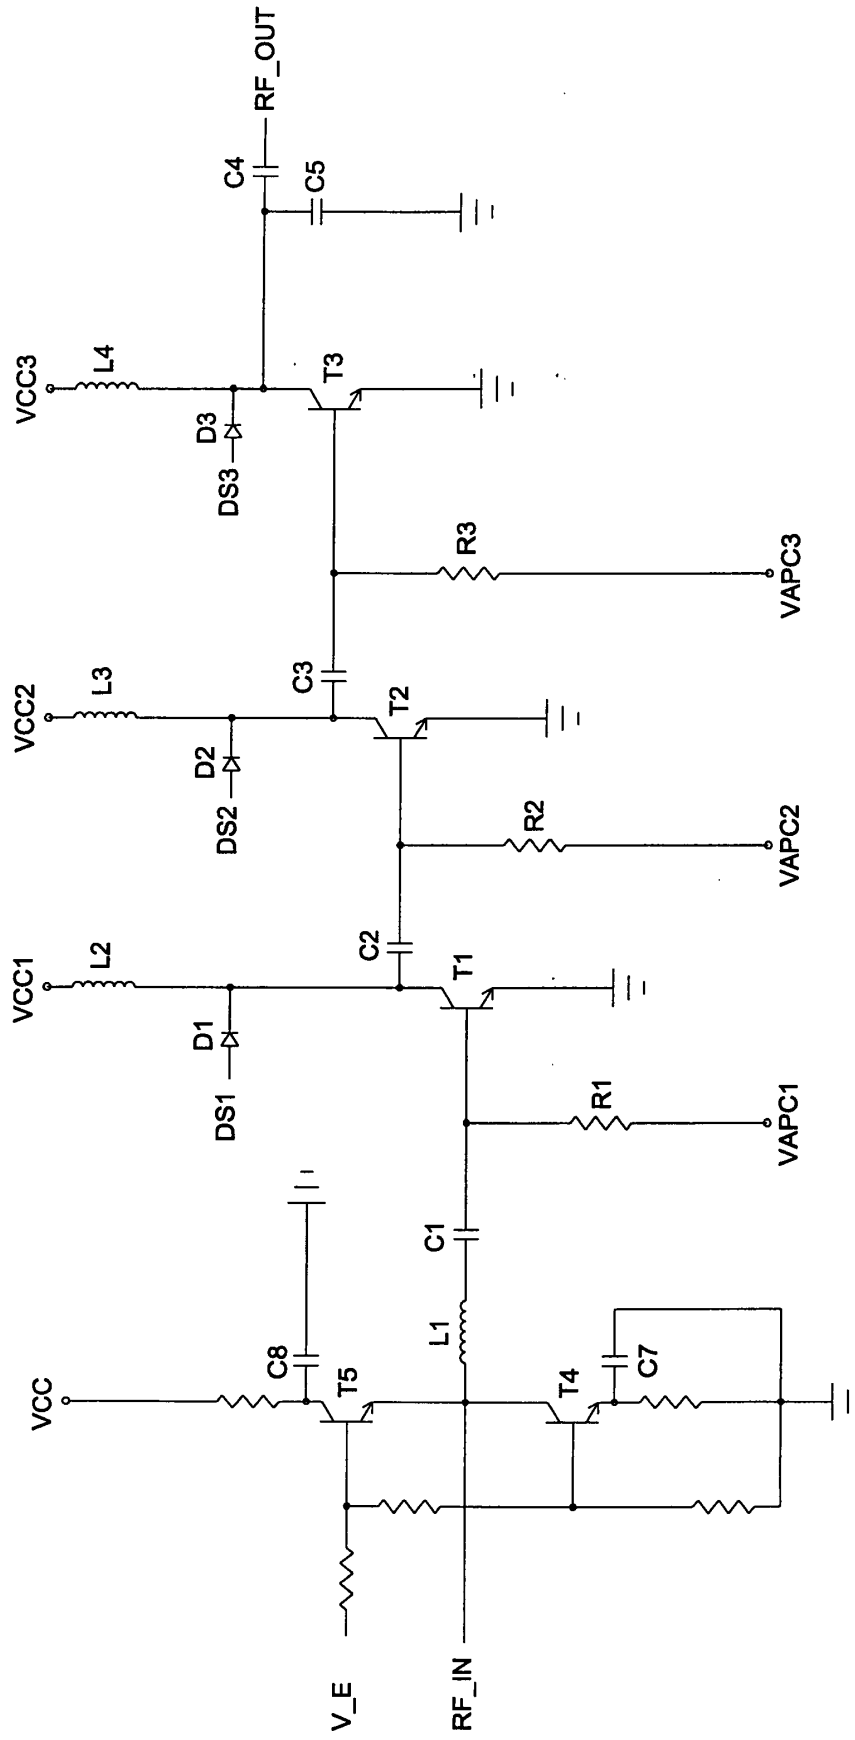 VCC
VCC1
VCC2
VCC3
L2
L3
L4
D1
D2
D3
DS1
DS2
DS3
C4
RF_OUT
C5
C8
T5
C3
T3
T2
C2
T1
V_E
RF_IN
L1
C1
T4
C7
R1
R2
R3
VAPC1
VAPC2
VAPC3